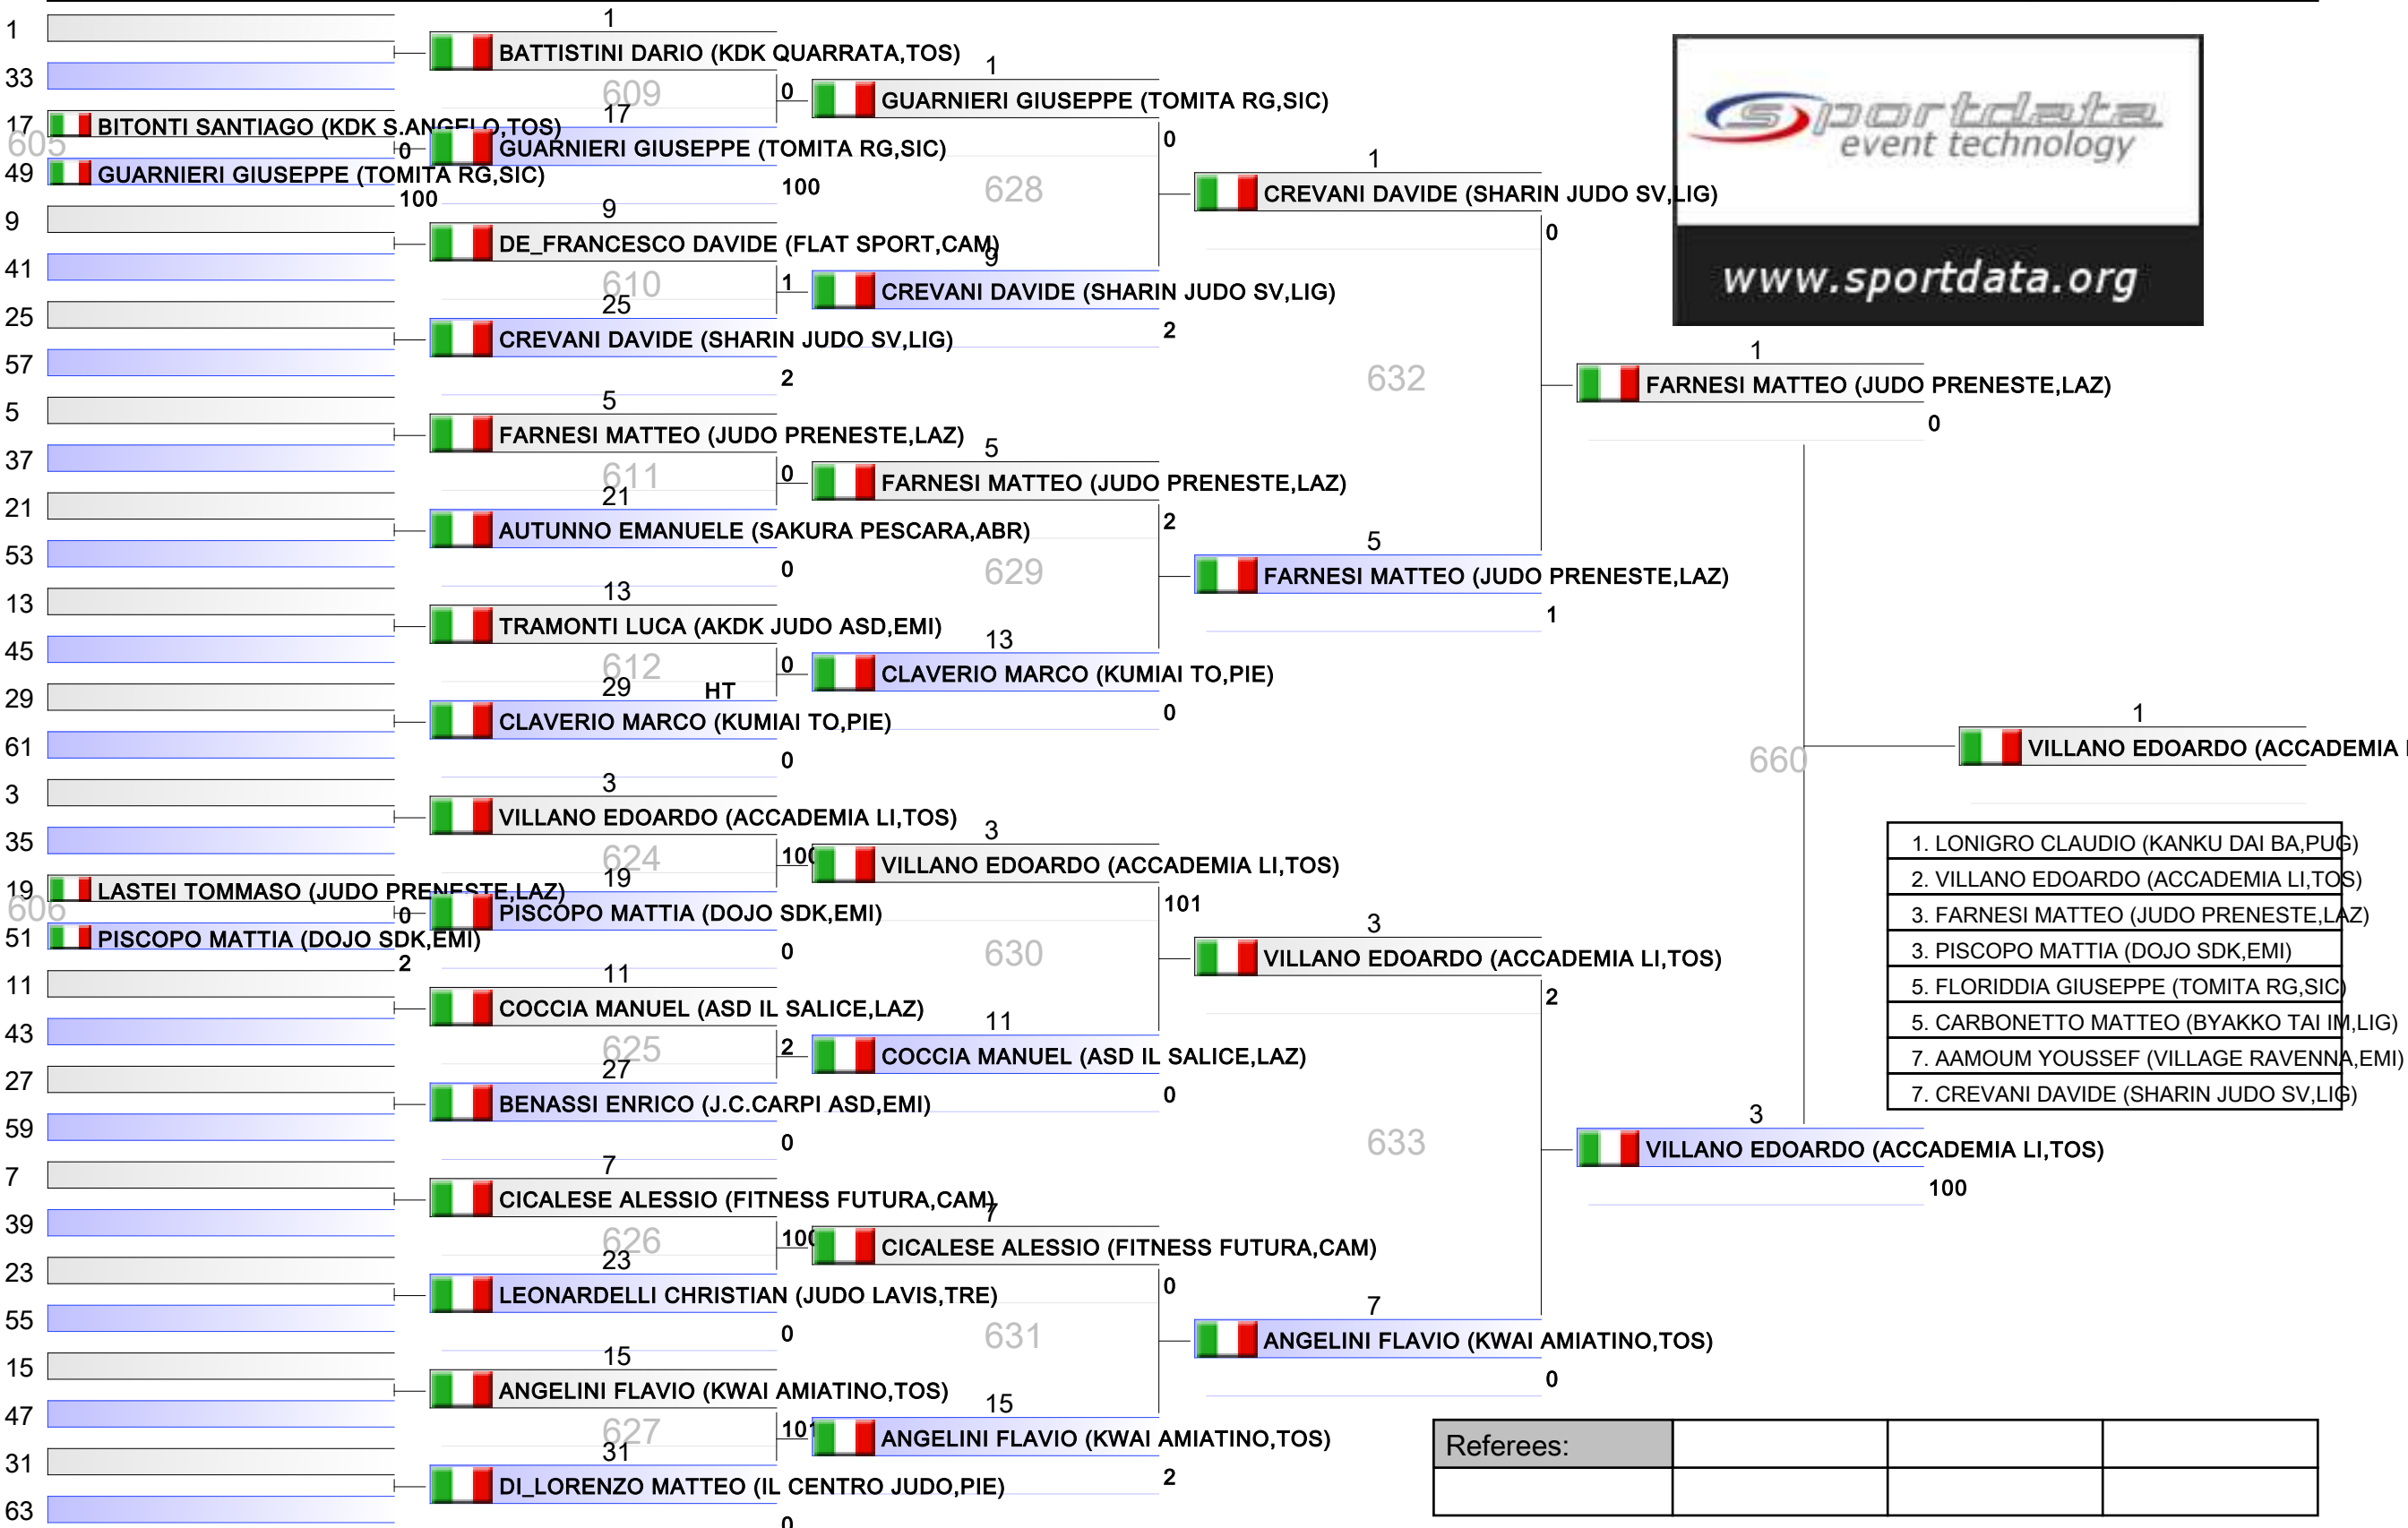 1
33
17 BITONTI SANTIAGO (KDK S.ANGELO,TOS)
605
0
49 GUARNIERI GIUSEPPE (TOMITA RG,SIC)
100
9
41
25
57
5
37
21
53
13
45
29
61
3
35
19 LASTEI TOMMASO (JUDO PRENESTE,LAZ)
606
0
51 PISCOPO MATTIA (DOJO SDK,EMI)
2
11
43
27
59
7
39
23
55
15
47
31
63
1
BATTISTINI DARIO (KDK QUARRATA,TOS)
609
0
17
GUARNIERI GIUSEPPE (TOMITA RG,SIC)
100
9
DE_FRANCESCO DAVIDE (FLAT SPORT,CAM)
610
1
25
CREVANI DAVIDE (SHARIN JUDO SV,LIG)
2
5
FARNESI MATTEO (JUDO PRENESTE,LAZ)
611
0
21
AUTUNNO EMANUELE (SAKURA PESCARA,ABR)
0
13
TRAMONTI LUCA (AKDK JUDO ASD,EMI)
612
0
29 HT
CLAVERIO MARCO (KUMIAI TO,PIE)
0
3
VILLANO EDOARDO (ACCADEMIA LI,TOS)
624
100
19
PISCOPO MATTIA (DOJO SDK,EMI)
0
11
COCCIA MANUEL (ASD IL SALICE,LAZ)
625
2
27
BENASSI ENRICO (J.C.CARPI ASD,EMI)
0
7
CICALESE ALESSIO (FITNESS FUTURA,CAM)
626
100
23
LEONARDELLI CHRISTIAN (JUDO LAVIS,TRE)
0
15
ANGELINI FLAVIO (KWAI AMIATINO,TOS)
627
101
31
DI_LORENZO MATTEO (IL CENTRO JUDO,PIE)
0
1
GUARNIERI GIUSEPPE (TOMITA RG,SIC)
0
628
9
CREVANI DAVIDE (SHARIN JUDO SV,LIG)
2
5
FARNESI MATTEO (JUDO PRENESTE,LAZ)
2
629
13
CLAVERIO MARCO (KUMIAI TO,PIE)
0
3
VILLANO EDOARDO (ACCADEMIA LI,TOS)
101
630
11
COCCIA MANUEL (ASD IL SALICE,LAZ)
0
7
CICALESE ALESSIO (FITNESS FUTURA,CAM)
0
631
15
ANGELINI FLAVIO (KWAI AMIATINO,TOS)
2
1
CREVANI DAVIDE (SHARIN JUDO SV,LIG)
0
632
5
FARNESI MATTEO (JUDO PRENESTE,LAZ)
1
3
VILLANO EDOARDO (ACCADEMIA LI,TOS)
2
633
7
ANGELINI FLAVIO (KWAI AMIATINO,TOS)
0
sportdata
event technology
www.sportdata.org
1
FARNESI MATTEO (JUDO PRENESTE,LAZ)
0
660
3
VILLANO EDOARDO (ACCADEMIA LI,TOS)
100
1
VILLANO EDOARDO (ACCADEMIA
1. LONIGRO CLAUDIO (KANKU DAI BA,PUG)
2. VILLANO EDOARDO (ACCADEMIA LI,TOS)
3. FARNESI MATTEO (JUDO PRENESTE,LAZ)
3. PISCOPO MATTIA (DOJO SDK,EMI)
5. FLORIDDIA GIUSEPPE (TOMITA RG,SIC)
5. CARBONETTO MATTEO (BYAKKO TAI IM,LIG)
7. AAMOUM YOUSSEF (VILLAGE RAVENNA,EMI)
7. CREVANI DAVIDE (SHARIN JUDO SV,LIG)
Referees: